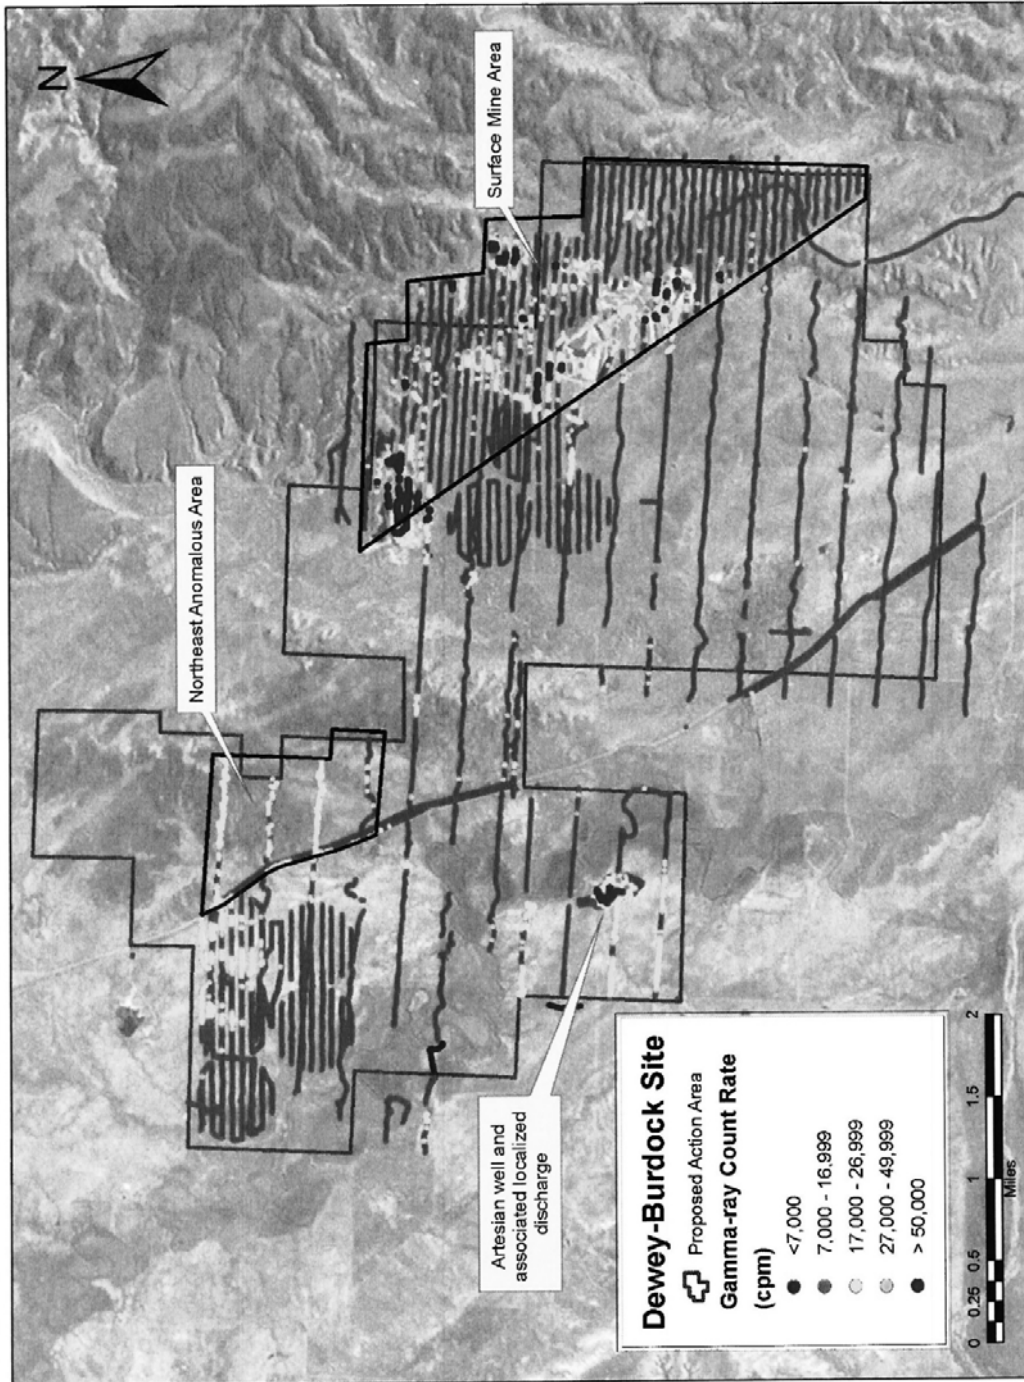 N
Surface Mine Area
Northeast Anomalous Area
Artesian well and
associated localized
discharge
Dewey-Burdock Site
Proposed Action Area
Gamma-ray Count Rate
(cpm)
<7,000
7,000 - 16,999
17,000 - 26,999
27,000 - 49,999
> 50,000
0 0.25 0.5 1 1.5 2
Miles